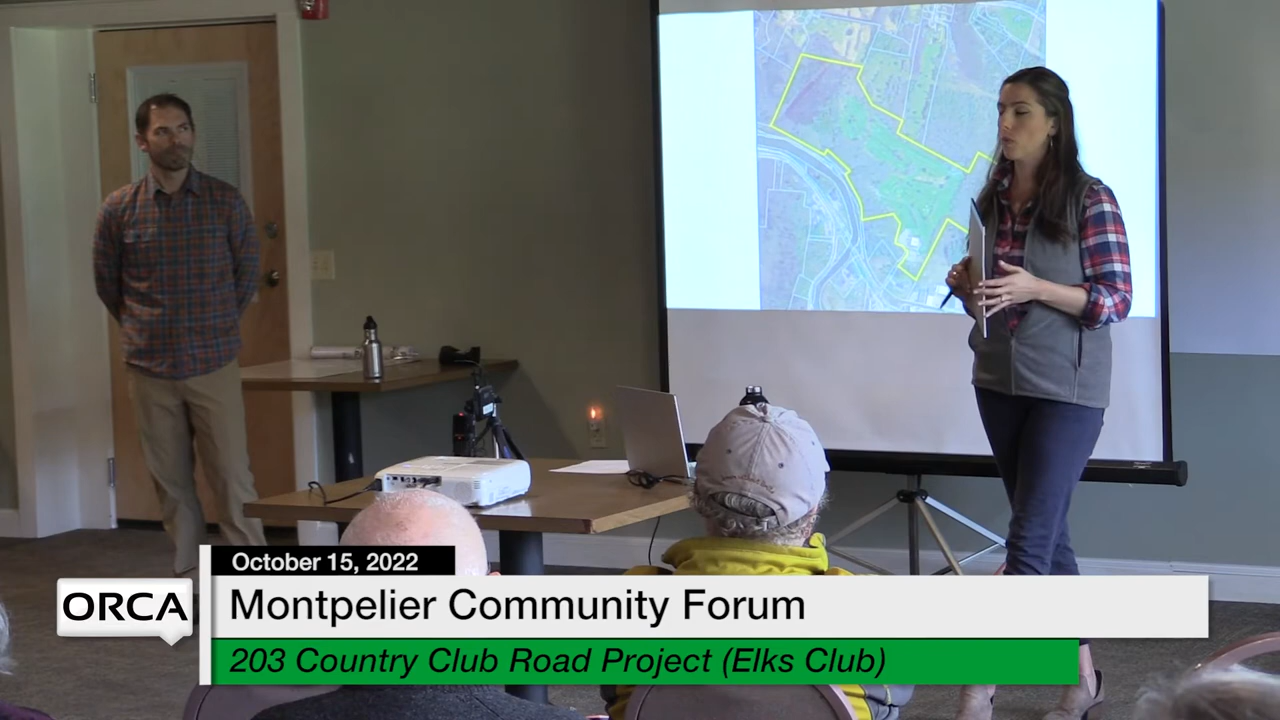 October 15, 2022
ORCA
Montpelier Community Forum
203 Country Club Road Project (Elks Club)